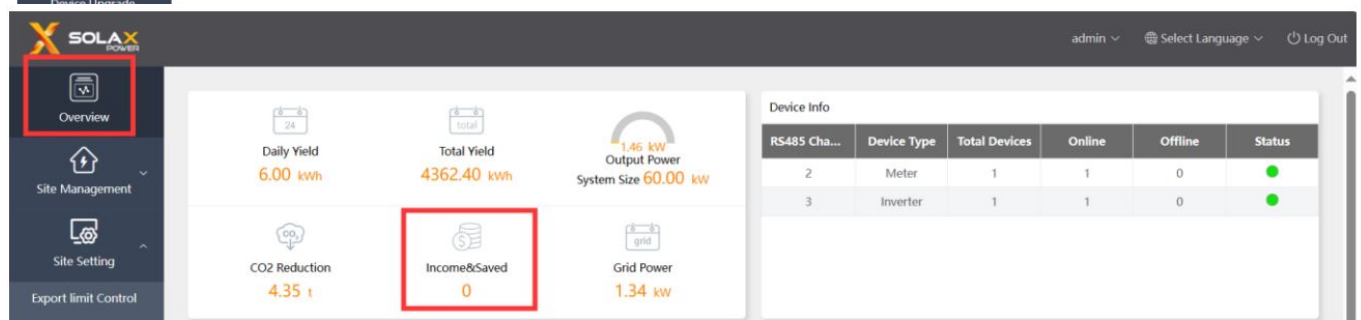 Device Upgrade
SOLAX
POWER
admin
Select Language
Log Out
Overview
Site Management
Site Setting
Export limit Control
24
Daily Yield
6.00 kWh
total
Total Yield
4362.40 kWh
1.46 kW
Output Power
System Size 60.00 kW
CO2
CO2 Reduction
4.35 t
$
Income&Saved
0
grid
Grid Power
1.34 kW
Device Info
RS485 Cha... Device Type Total Devices Online Offline Status
2 Meter 1 1 0
3 Inverter 1 1 0